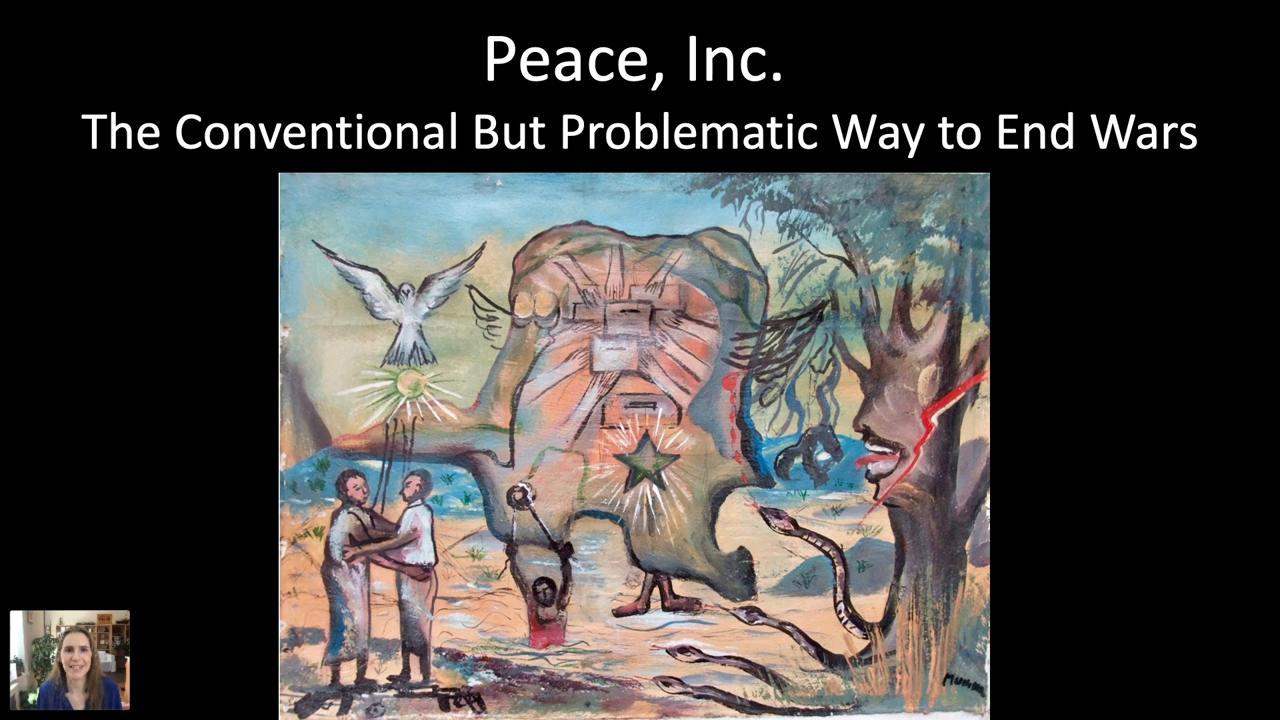 Peace, Inc.
The Conventional But Problematic Way to End Wars